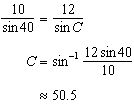 10/sin 40 = 12/sin C
C = sin⁻¹ 12 sin 40/10
≈ 50.5